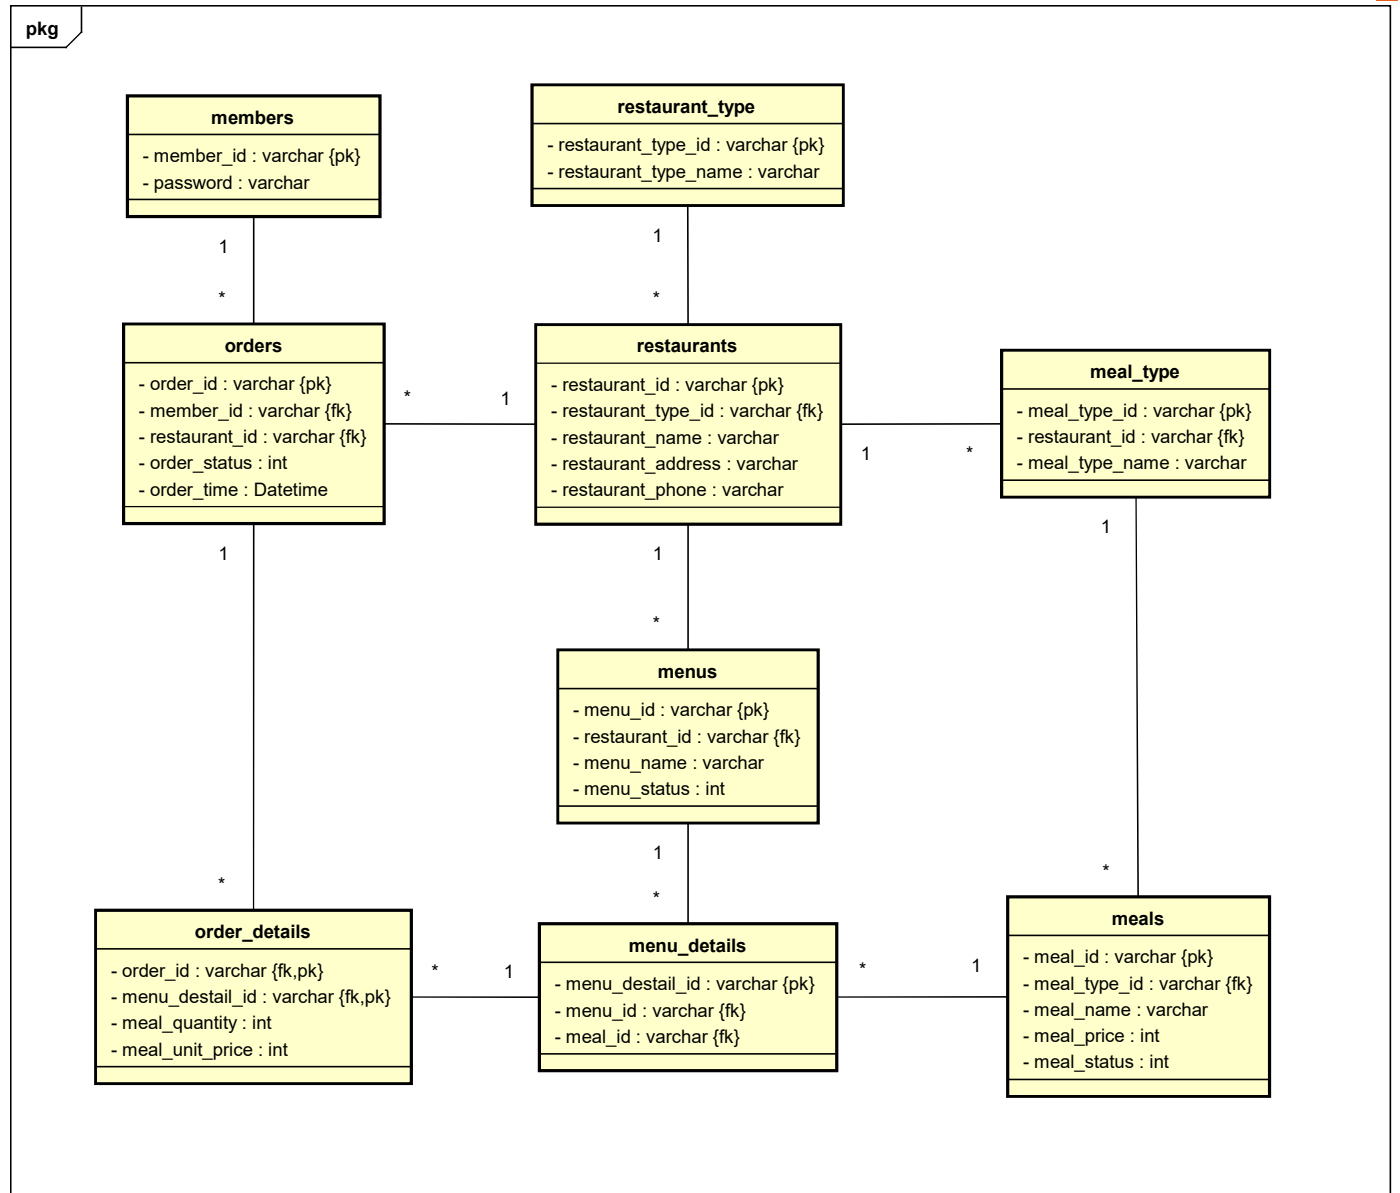 pkg
members
- member_id : varchar {pk}
- password : varchar
restaurant_type
- restaurant_type_id : varchar {pk}
- restaurant_type_name : varchar
1
*
1
*
orders
- order_id : varchar {pk}
- member_id : varchar {fk}
- restaurant_id : varchar {fk}
- order_status : int
- order_time : Datetime
*
1
restaurants
- restaurant_id : varchar {pk}
- restaurant_type_id : varchar {fk}
- restaurant_name : varchar
- restaurant_address : varchar
- restaurant_phone : varchar
1
*
meal_type
- meal_type_id : varchar {pk}
- restaurant_id : varchar {fk}
- meal_type_name : varchar
1
*
1
*
1
*
menus
- menu_id : varchar {pk}
- restaurant_id : varchar {fk}
- menu_name : varchar
- menu_status : int
1
*
order_details
- order_id : varchar {fk,pk}
- menu_destail_id : varchar {fk,pk}
- meal_quantity : int
- meal_unit_price : int
*
1
menu_details
- menu_destail_id : varchar {pk}
- menu_id : varchar {fk}
- meal_id : varchar {fk}
*
1
meals
- meal_id : varchar {pk}
- meal_type_id : varchar {fk}
- meal_name : varchar
- meal_price : int
- meal_status : int